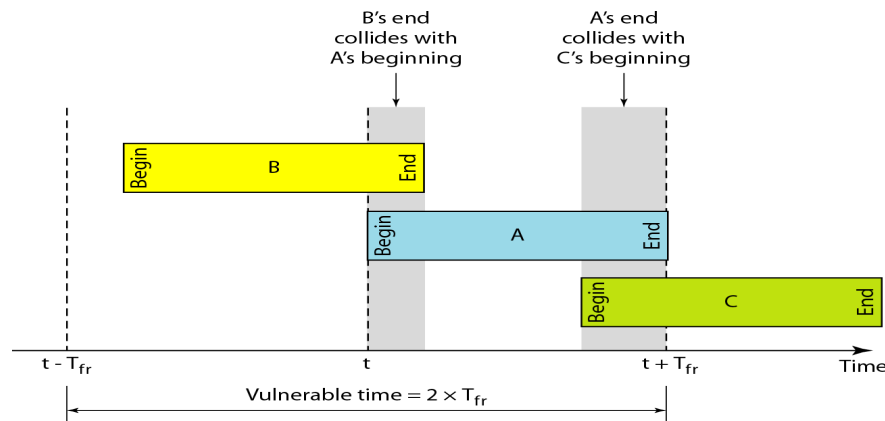 B's end
collides with
A's beginning
A's end
collides with
C's beginning
Begin B End
Begin A End
Begin C End
t - Tfr
t
t + Tfr
Time
Vulnerable time = 2 × Tfr